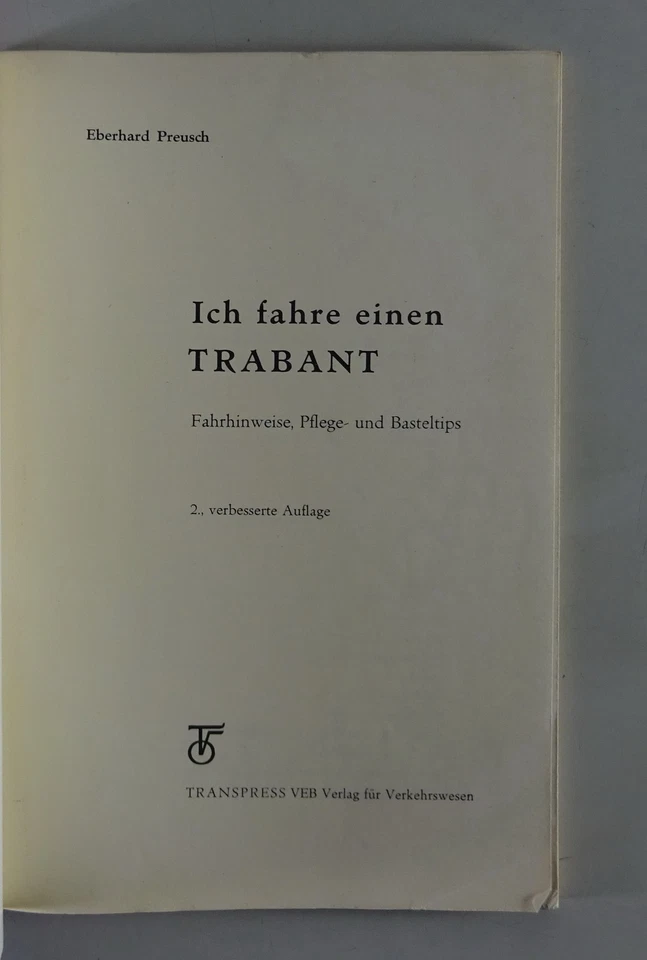 Eberhard Preusch
Ich fahre einen
TRABANT
Fahrhinweise, Pflege- und Basteltips
2., verbesserte Auflage
TRANSPRESS VEB Verlag für Verkehrswesen